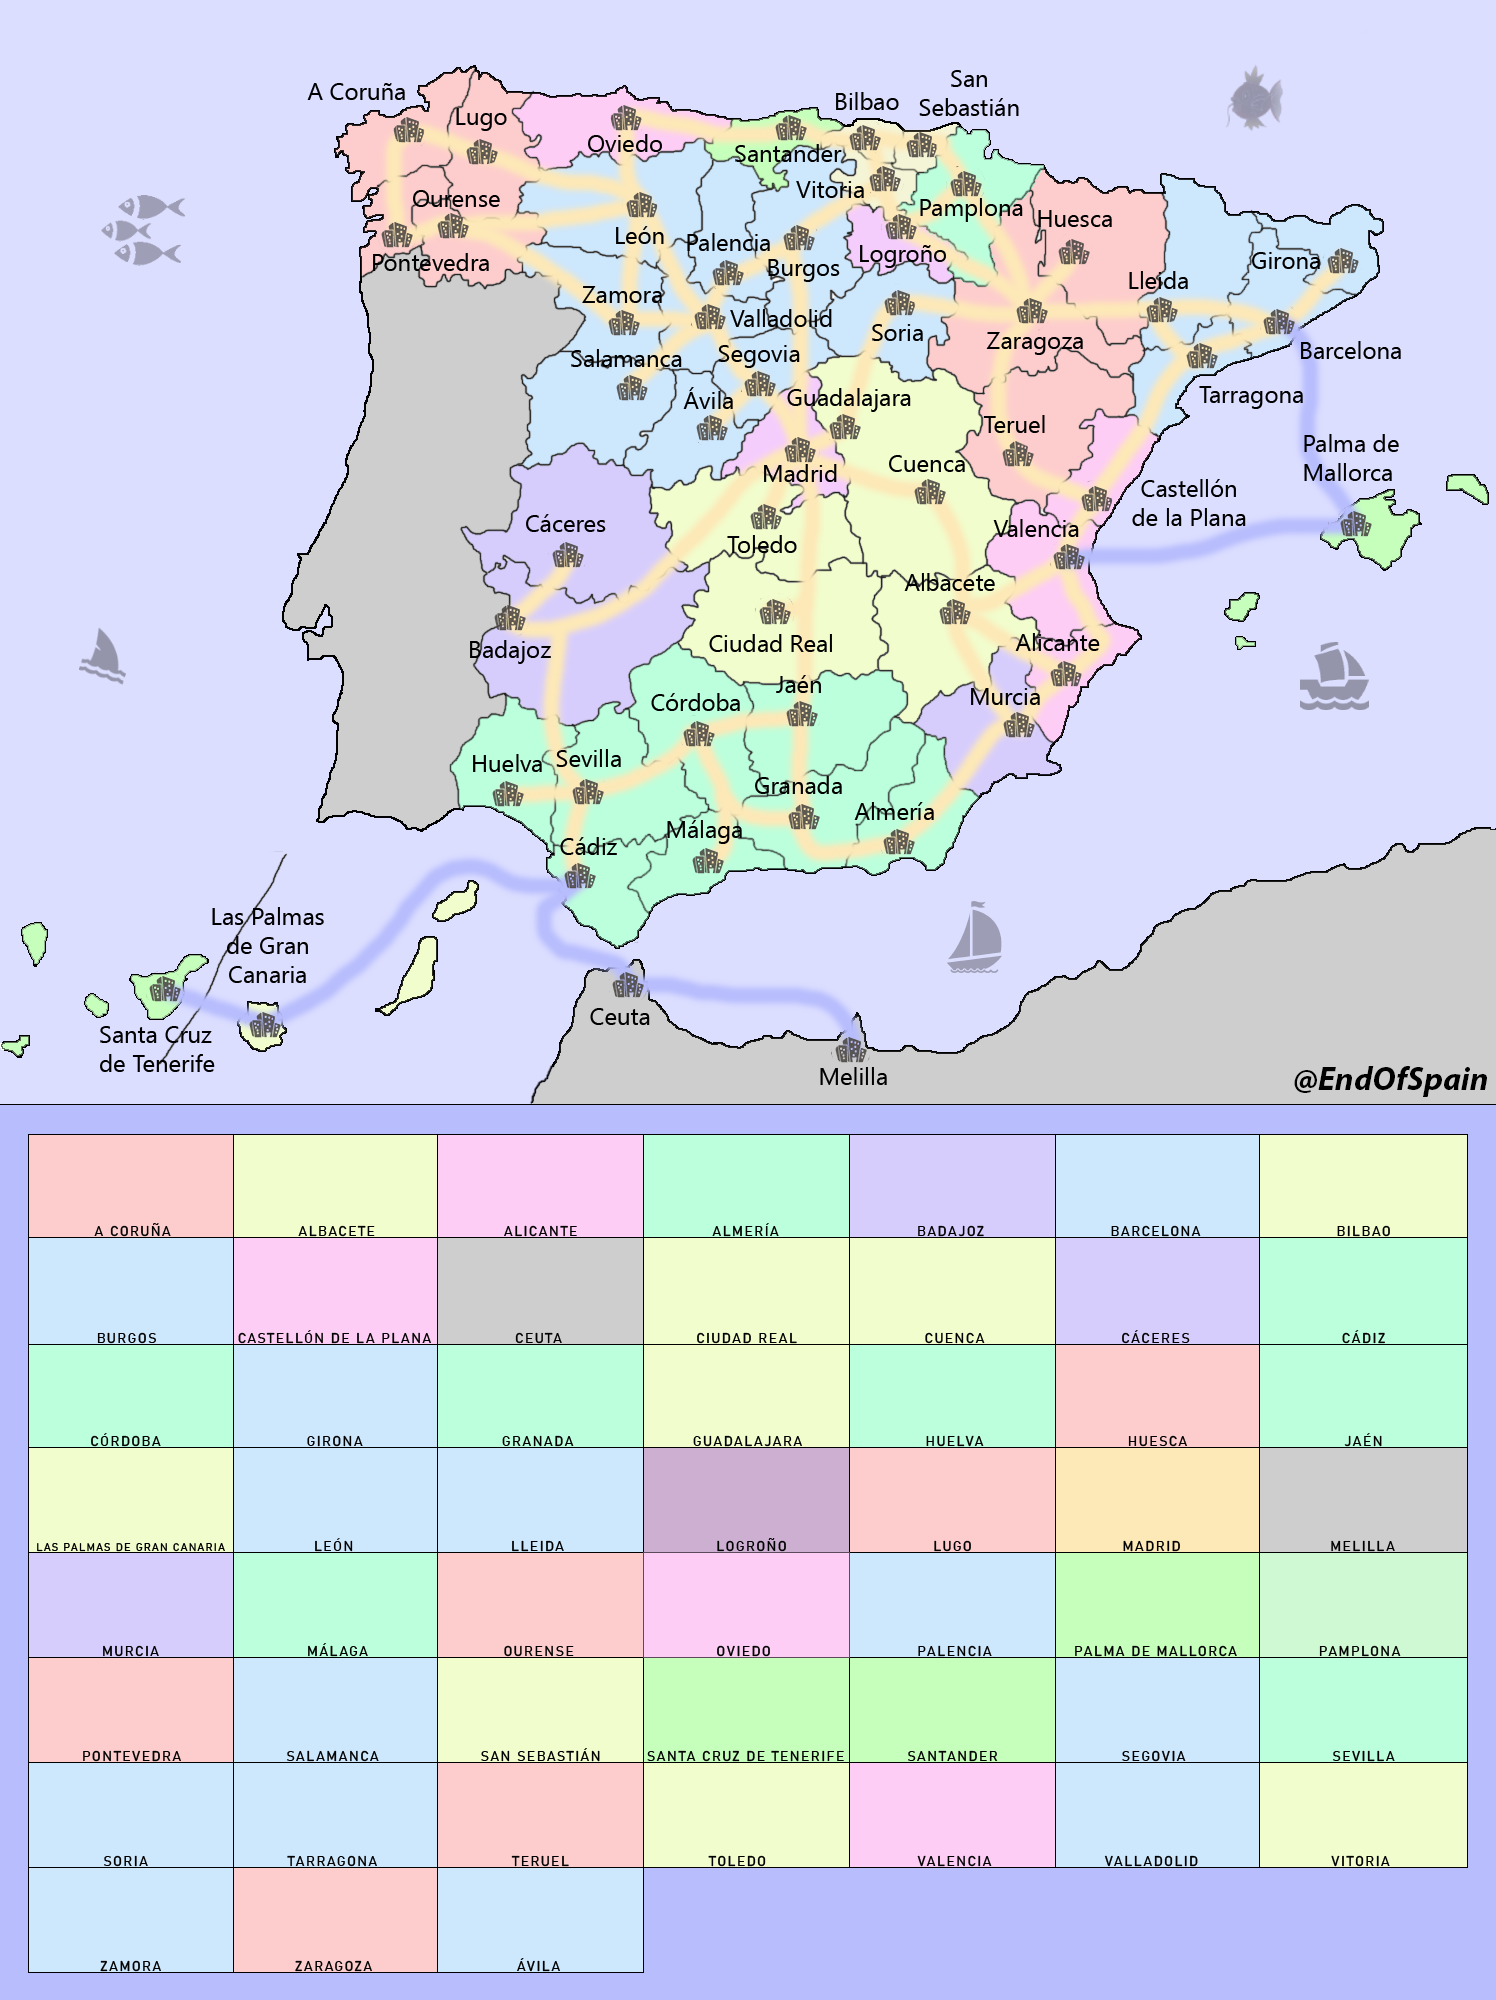 San
Sebastián
A Coruña
Bilbao
Lugo
Oviedo
Santander
Vitoria
Ourense
Pamplona
Huesca
León
Palencia
Logroño
Pontevedra
Burgos
Girona
Lleida
Zamora
Valladolid
Soria
Zaragoza
Barcelona
Salamanca
Segovia
Ávila
Guadalajara
Tarragona
Teruel
Palma de
Mallorca
Madrid
Cuenca
Castellón
de la Plana
Cáceres
Toledo
Valencia
Albacete
Badajoz
Ciudad Real
Alicante
Jaén
Córdoba
Murcia
Huelva
Sevilla
Granada
Almería
Málaga
Cádiz
Las Palmas
de Gran
Canaria
Ceuta
Santa Cruz
de Tenerife
Melilla
@EndOfSpain
A CORUÑA
ALBACETE
ALICANTE
ALMERÍA
BADAJOZ
BARCELONA
BILBAO
BURGOS
CASTELLÓN DE LA PLANA
CEUTA
CIUDAD REAL
CUENCA
CÁCERES
CÁDIZ
CÓRDOBA
GIRONA
GRANADA
GUADALAJARA
HUELVA
HUESCA
JAÉN
LAS PALMAS DE GRAN CANARIA
LEÓN
LLEIDA
LOGROÑO
LUGO
MADRID
MELILLA
MURCIA
MÁLAGA
OURENSE
OVIEDO
PALENCIA
PALMA DE MALLORCA
PAMPLONA
PONTEVEDRA
SALAMANCA
SAN SEBASTIÁN
SANTA CRUZ DE TENERIFE
SANTANDER
SEGOVIA
SEVILLA
SORIA
TARRAGONA
TERUEL
TOLEDO
VALENCIA
VALLADOLID
VITORIA
ZAMORA
ZARAGOZA
ÁVILA